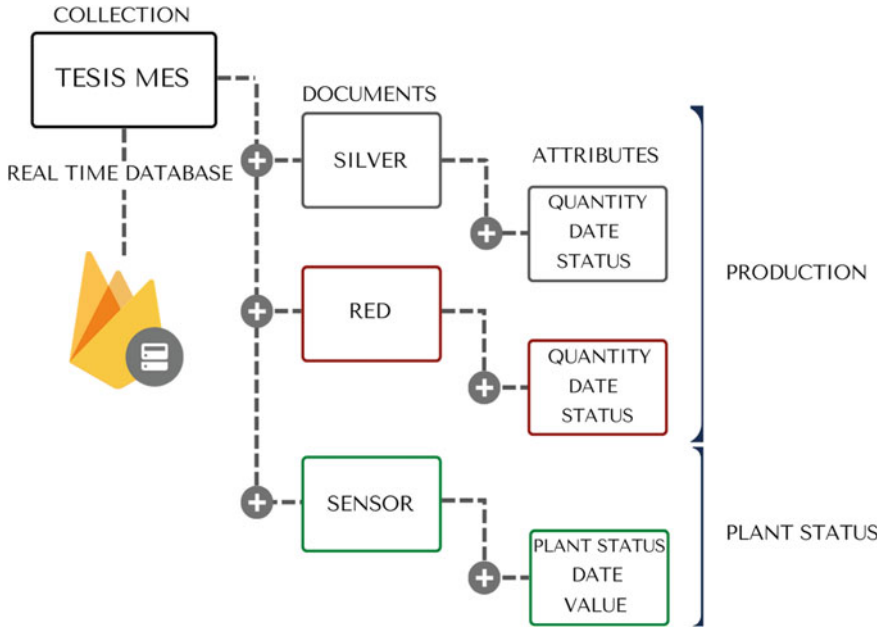 COLLECTION
TESIS MES
REAL TIME DATABASE
DOCUMENTS
SILVER
ATTRIBUTES
QUANTITY
DATE
STATUS
RED
QUANTITY
DATE
STATUS
PRODUCTION
SENSOR
PLANT STATUS
DATE
VALUE
PLANT STATUS